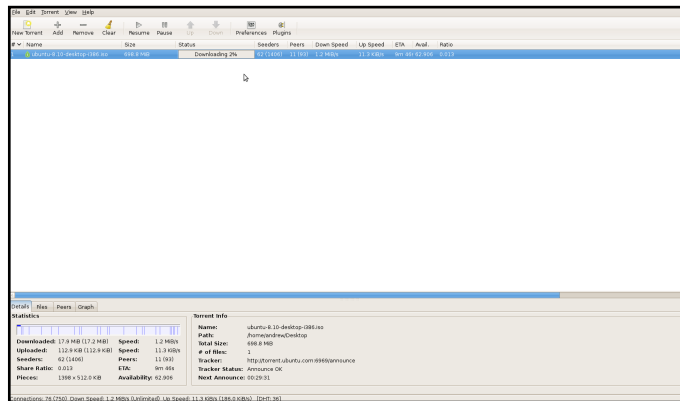 File Edit Torrent View Help
New Torrent Add Remove Clear Resume Pause Up Down Preferences Plugins
# Name Size Status Seeders Peers Down Speed Up Speed ETA Avail. Ratio
1 ubuntu-8.10-desktop-i386.iso 698.8 MiB Downloading 2% 62 (1406) 11 (93) 1.2 MiB/s 11.3 KiB/s 9m 46s 62.906 0.013
Details Files Peers Graph
Statistics
Downloaded: 17.9 MiB (17.2 MiB) Speed: 1.2 MiB/s
Uploaded: 112.9 KiB (112.9 KiB) Speed: 11.3 KiB/s
Seeders: 62 (1406) Peers: 11 (93)
Share Ratio: 0.013 ETA: 9m 46s
Pieces: 1398 x 512.0 KiB Availability: 62.906
Torrent Info
Name: ubuntu-8.10-desktop-i386.iso
Path: /home/andrew/Desktop
Total Size: 698.8 MiB
# of files: 1
Tracker: http://torrent.ubuntu.com:6969/announce
Tracker Status: Announce OK
Next Announce: 00:29:31
Connections: 76 (750) Down Speed: 1.2 MiB/s (Unlimited) Up Speed: 11.3 KiB/s (186.0 KiB/s) [DHT: 36]